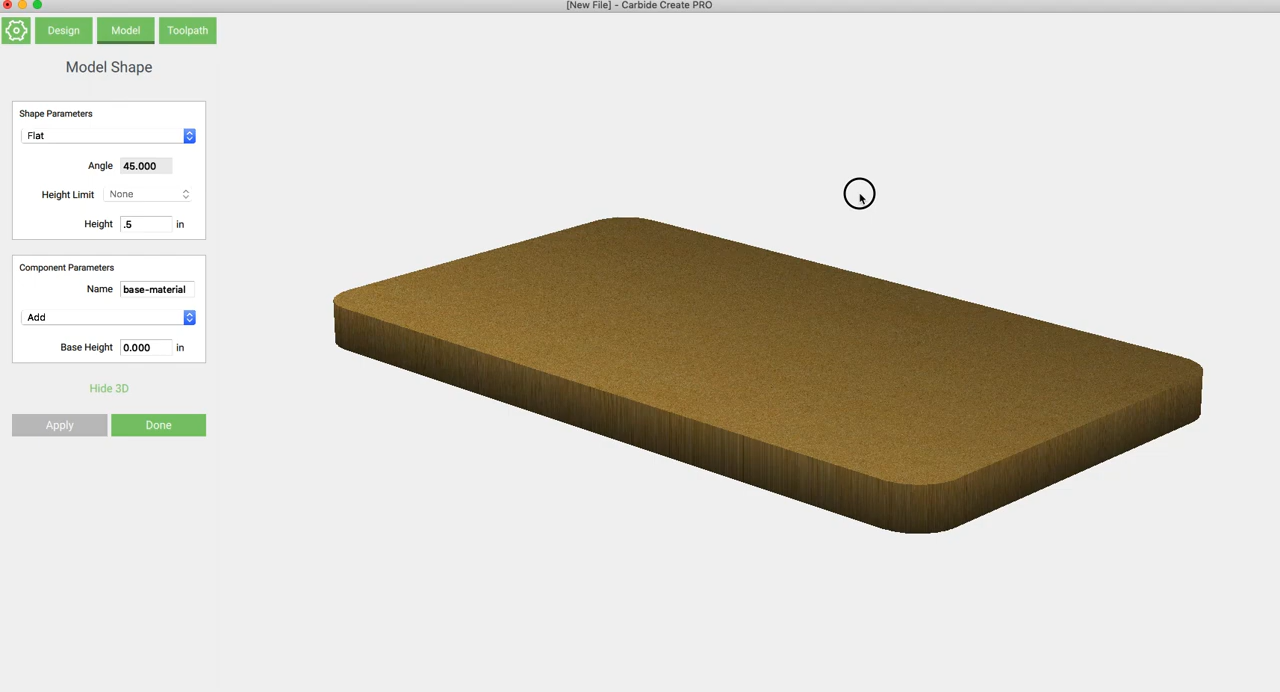 [New File] - Carbide Create PRO
Design Model Toolpath
Model Shape
Shape Parameters
Flat
Angle 45.000
Height Limit None
Height .5 in
Component Parameters
Name base-material
Add
Base Height 0.000 in
Hide 3D
Apply Done